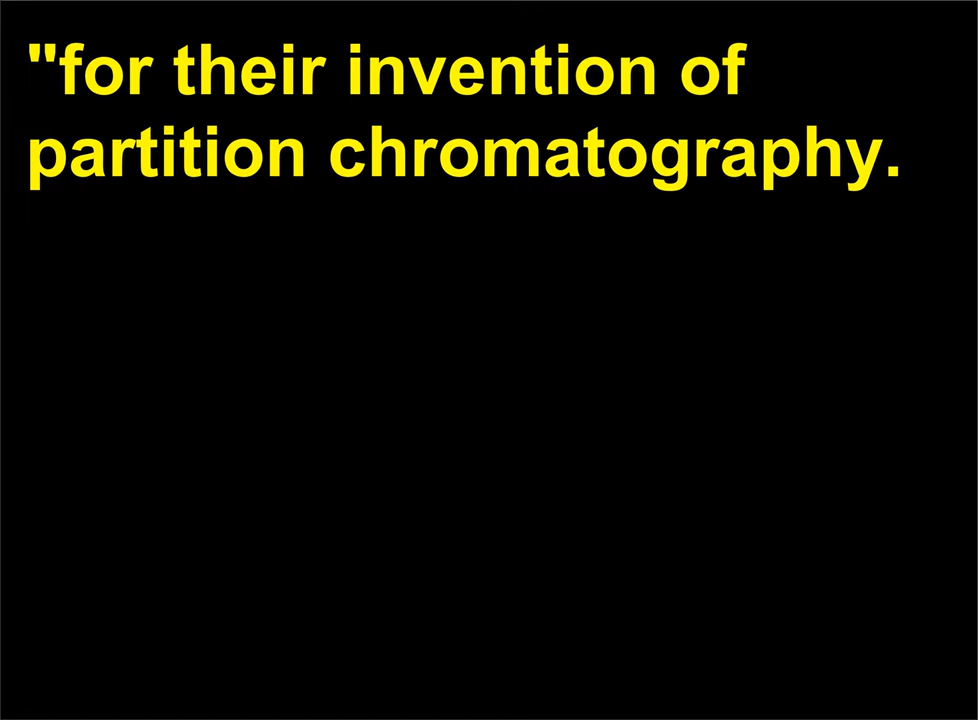 "for their invention of
partition chromatography.